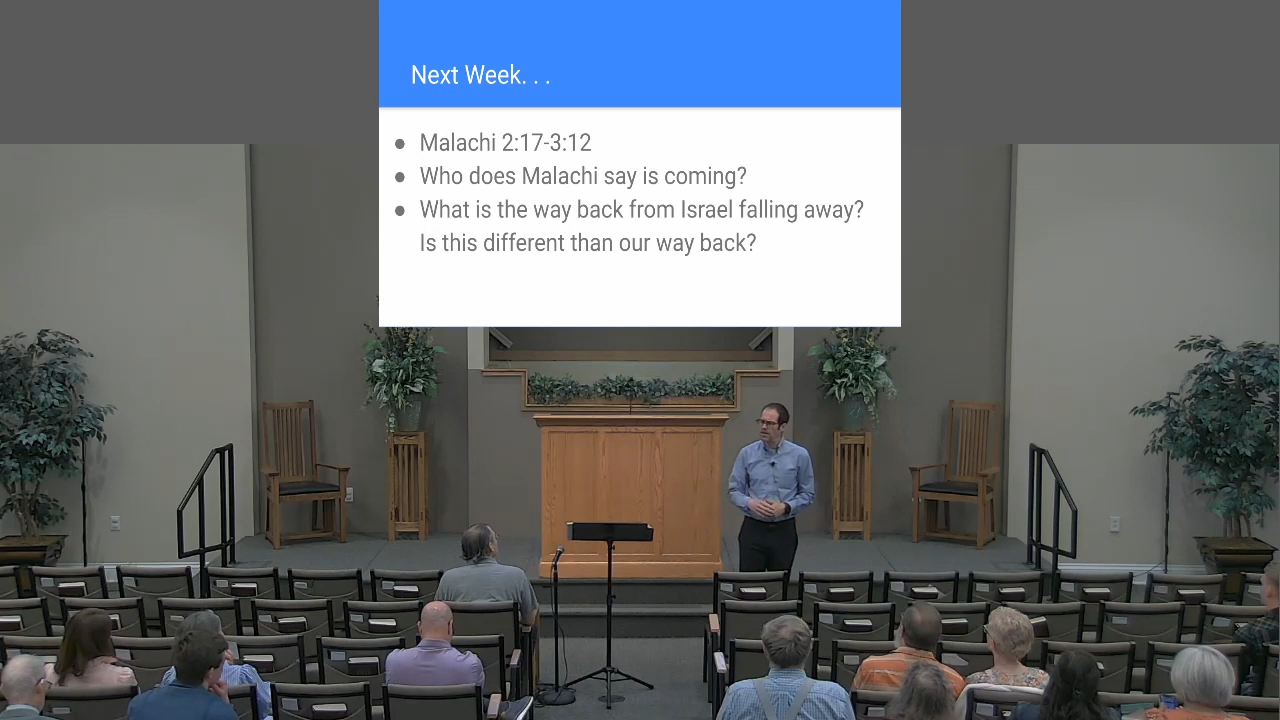 Next Week. . .
● Malachi 2:17-3:12
● Who does Malachi say is coming?
● What is the way back from Israel falling away?
Is this different than our way back?